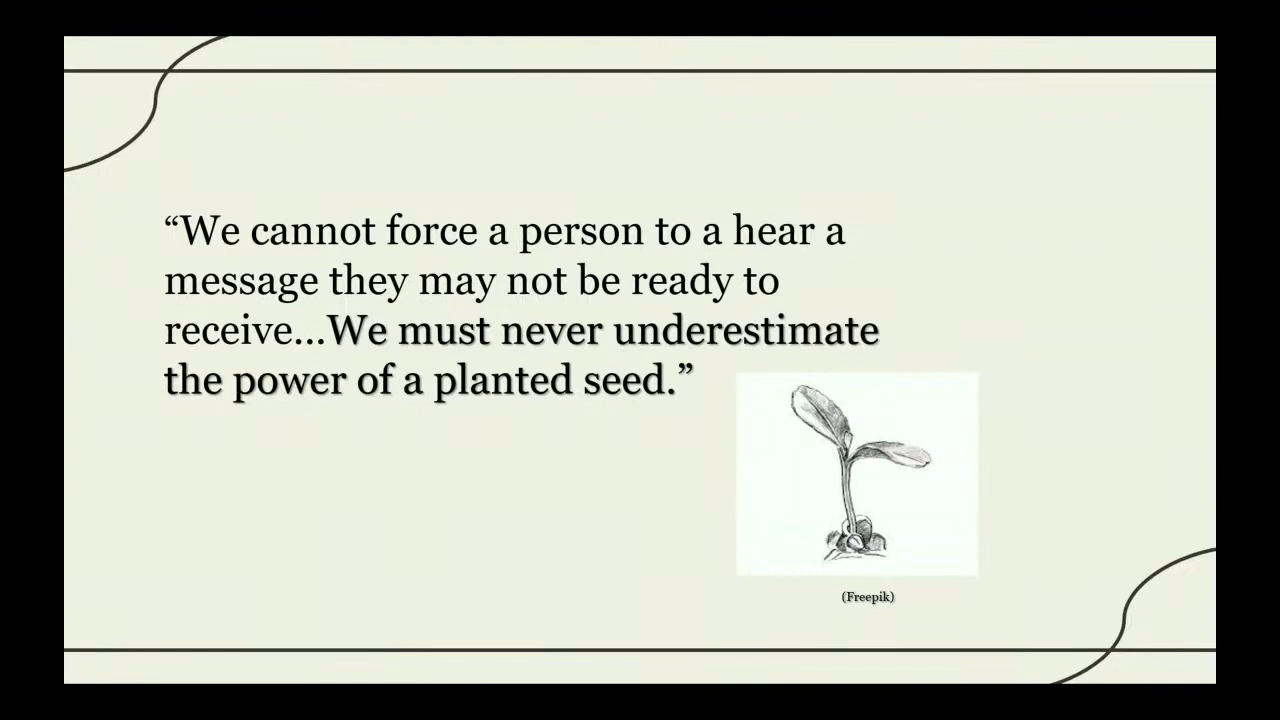 “We cannot force a person to a hear a
message they may not be ready to
receive...We must never underestimate
the power of a planted seed.”
(Freepik)